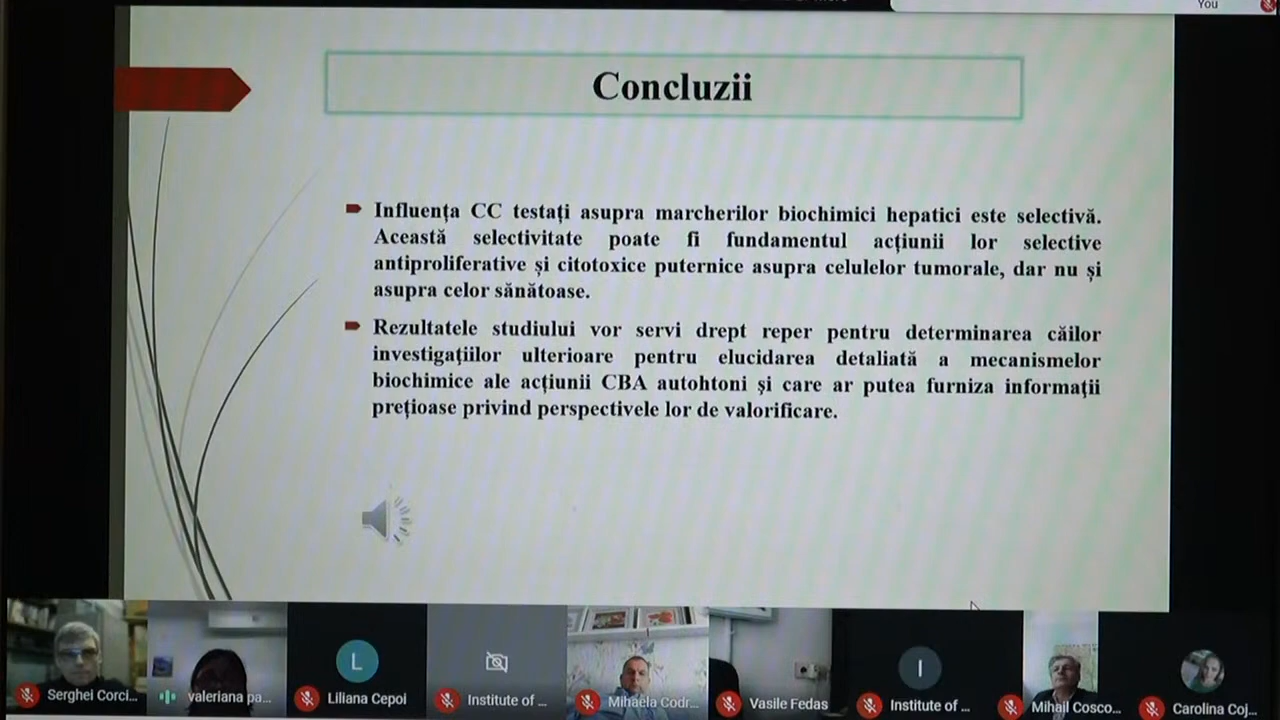 You
Concluzii
Influența CC testați asupra marcherilor biochimici hepatici este selectivă.
Această selectivitate poate fi fundamentul acțiunii lor selective
antiproliferative și citotoxice puternice asupra celulelor tumorale, dar nu și
asupra celor sănătoase.
Rezultatele studiului vor servi drept reper pentru determinarea căilor
investigațiilor ulterioare pentru elucidarea detaliată a mecanismelor
biochimice ale acțiunii CBA autohtoni și care ar putea furniza informații
prețioase privind perspectivele lor de valorificare.
L
I
Serghei Corci...
valeriana pa...
Liliana Cepoi
Institute of ...
Mihaela Codr...
Vasile Fedas
Institute of ...
Mihail Cosco...
Carolina Coj...